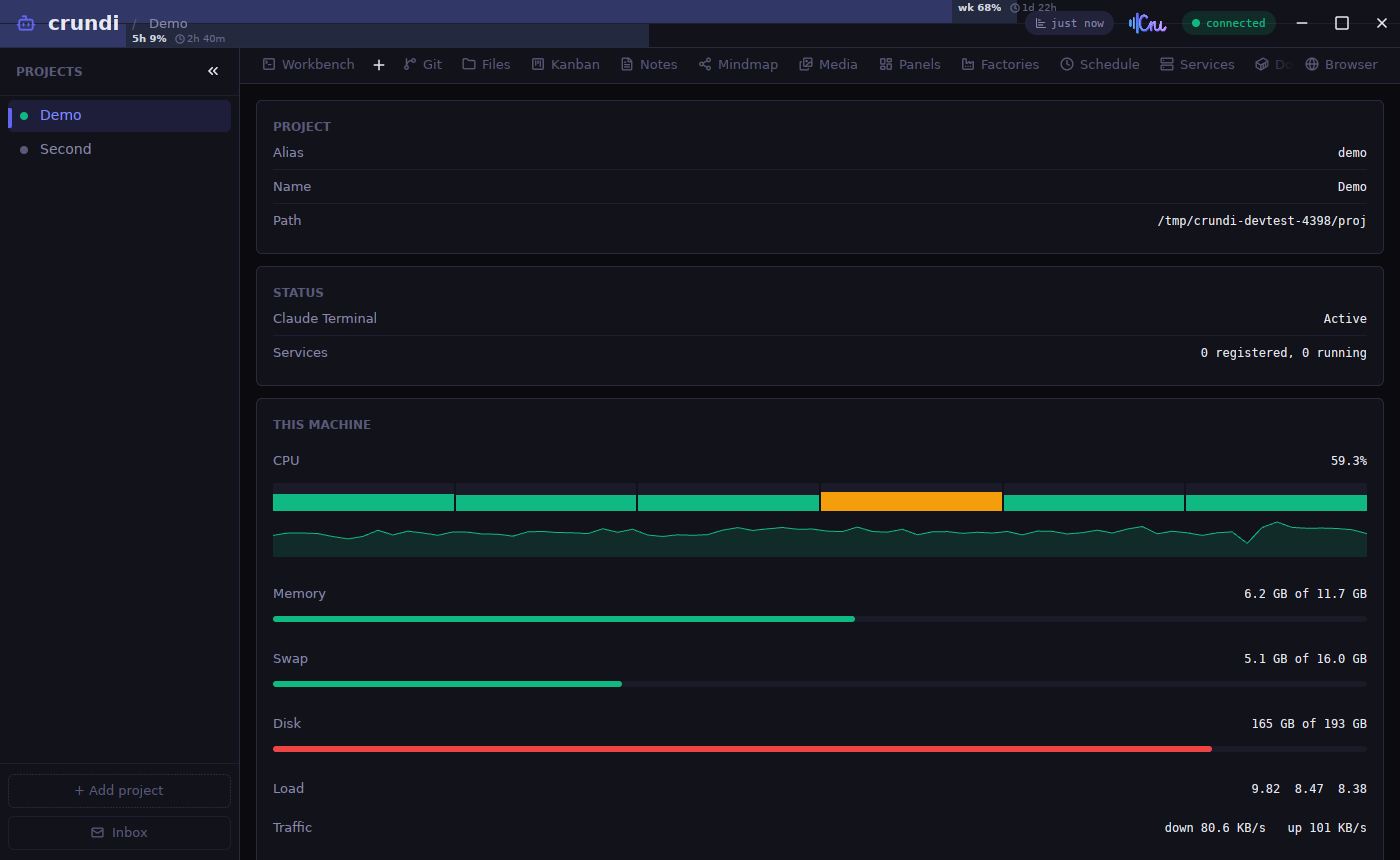 wk 68% 1d 22h
crundi / Demo
just now
connected
5h 9% 2h 40m
PROJECTS
Workbench + Git Files Kanban Notes Mindmap Media Panels Factories Schedule Services Do Browser
Demo
Second
PROJECT
Alias demo
Name Demo
Path /tmp/crundi-devtest-4398/proj
STATUS
Claude Terminal Active
Services 0 registered, 0 running
THIS MACHINE
CPU 59.3%
Memory 6.2 GB of 11.7 GB
Swap 5.1 GB of 16.0 GB
Disk 165 GB of 193 GB
Load 9.82 8.47 8.38
Traffic down 80.6 KB/s up 101 KB/s
+ Add project
Inbox